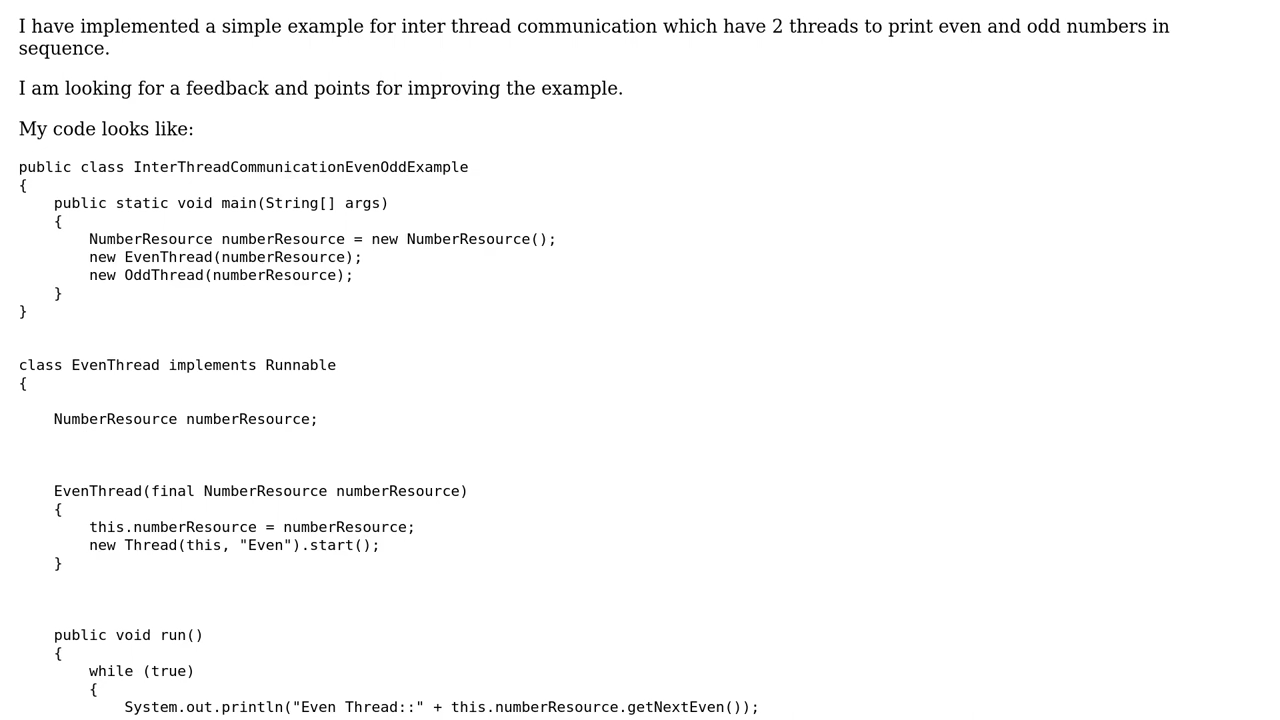 I have implemented a simple example for inter thread communication which have 2 threads to print even and odd numbers in
sequence.
I am looking for a feedback and points for improving the example.
My code looks like:
public class InterThreadCommunicationEvenOddExample
{
    public static void main(String[] args)
    {
        NumberResource numberResource = new NumberResource();
        new EvenThread(numberResource);
        new OddThread(numberResource);
    }
}
class EvenThread implements Runnable
{
    NumberResource numberResource;
    EvenThread(final NumberResource numberResource)
    {
        this.numberResource = numberResource;
        new Thread(this, "Even").start();
    }
    public void run()
    {
        while (true)
        {
            System.out.println("Even Thread::" + this.numberResource.getNextEven());